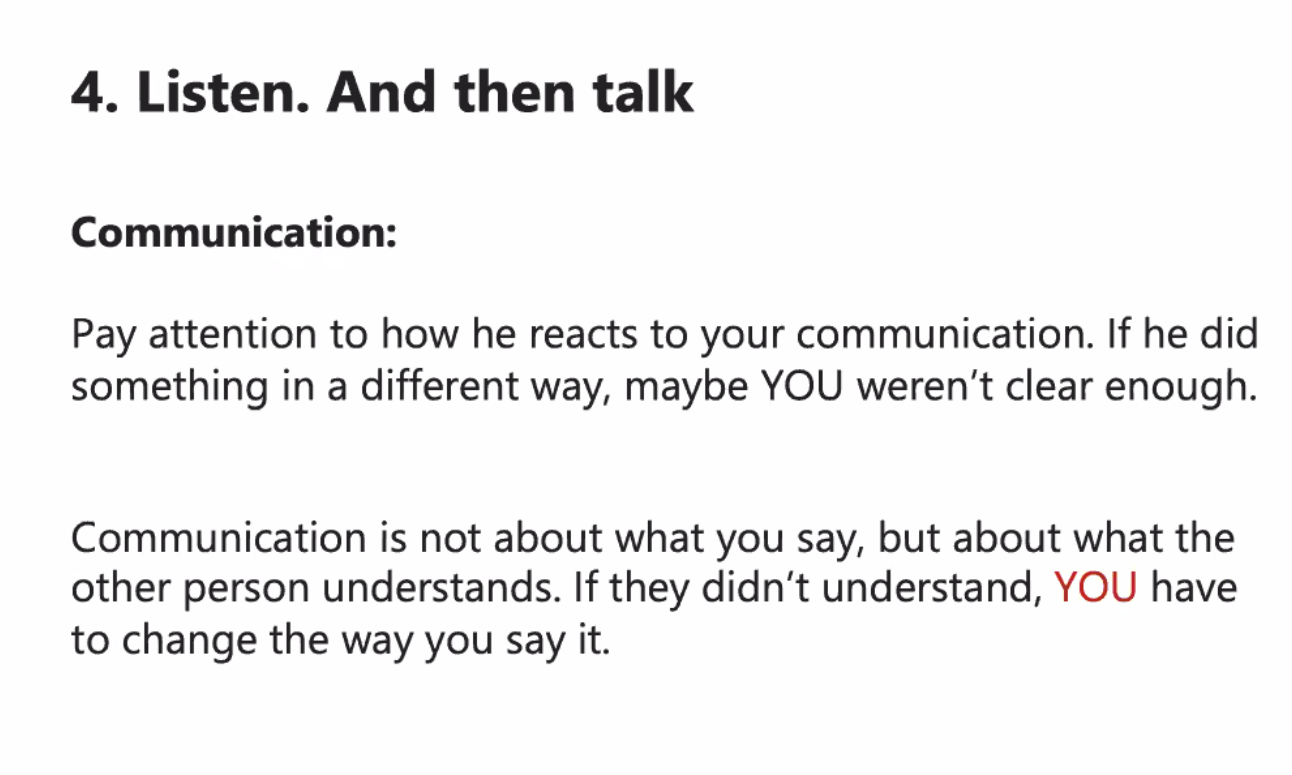 4. Listen. And then talk
Communication:
Pay attention to how he reacts to your communication. If he did
something in a different way, maybe YOU weren’t clear enough.
Communication is not about what you say, but about what the
other person understands. If they didn’t understand, YOU have
to change the way you say it.